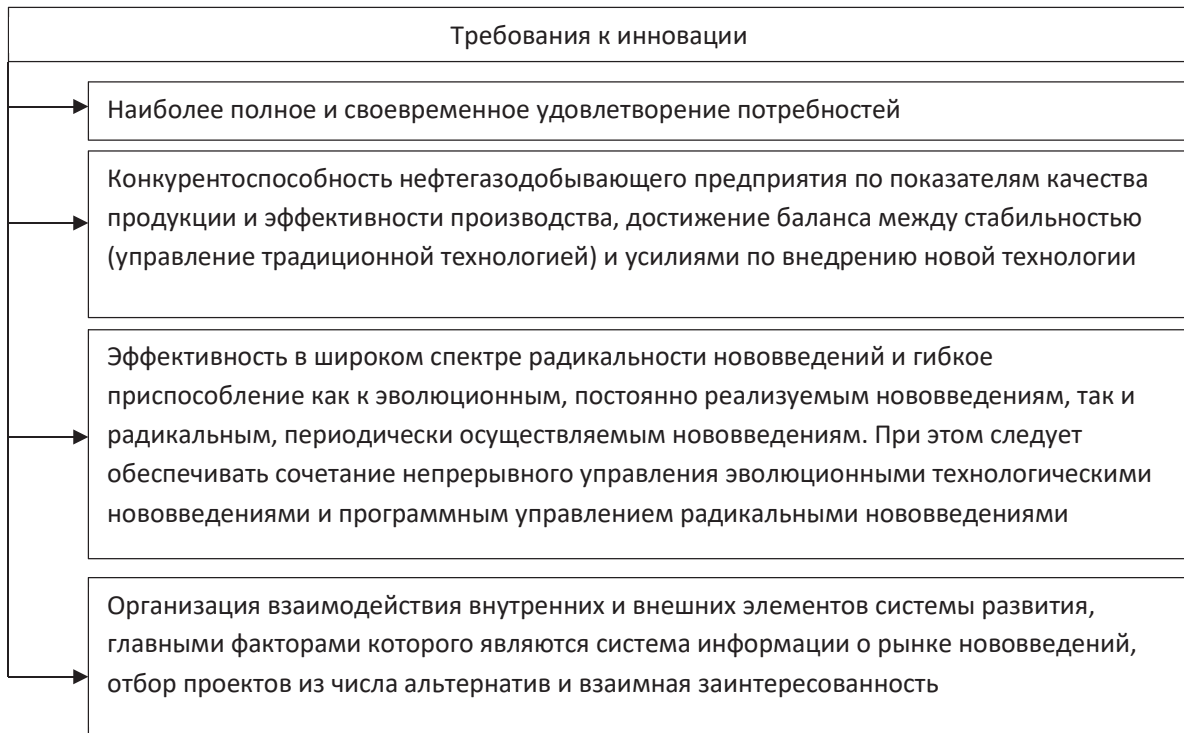 Требования к инновации
Наиболее полное и своевременное удовлетворение потребностей
Конкурентоспособность нефтегазодобывающего предприятия по показателям качества
продукции и эффективности производства, достижение баланса между стабильностью
(управление традиционной технологией) и усилиями по внедрению новой технологии
Эффективность в широком спектре радикальности нововведений и гибкое
приспособление как к эволюционным, постоянно реализуемым нововведениям, так и
радикальным, периодически осуществляемым нововведениям. При этом следует
обеспечивать сочетание непрерывного управления эволюционными технологическими
нововведениями и программным управлением радикальными нововведениями
Организация взаимодействия внутренних и внешних элементов системы развития,
главными факторами которого являются система информации о рынке нововведений,
отбор проектов из числа альтернатив и взаимная заинтересованность